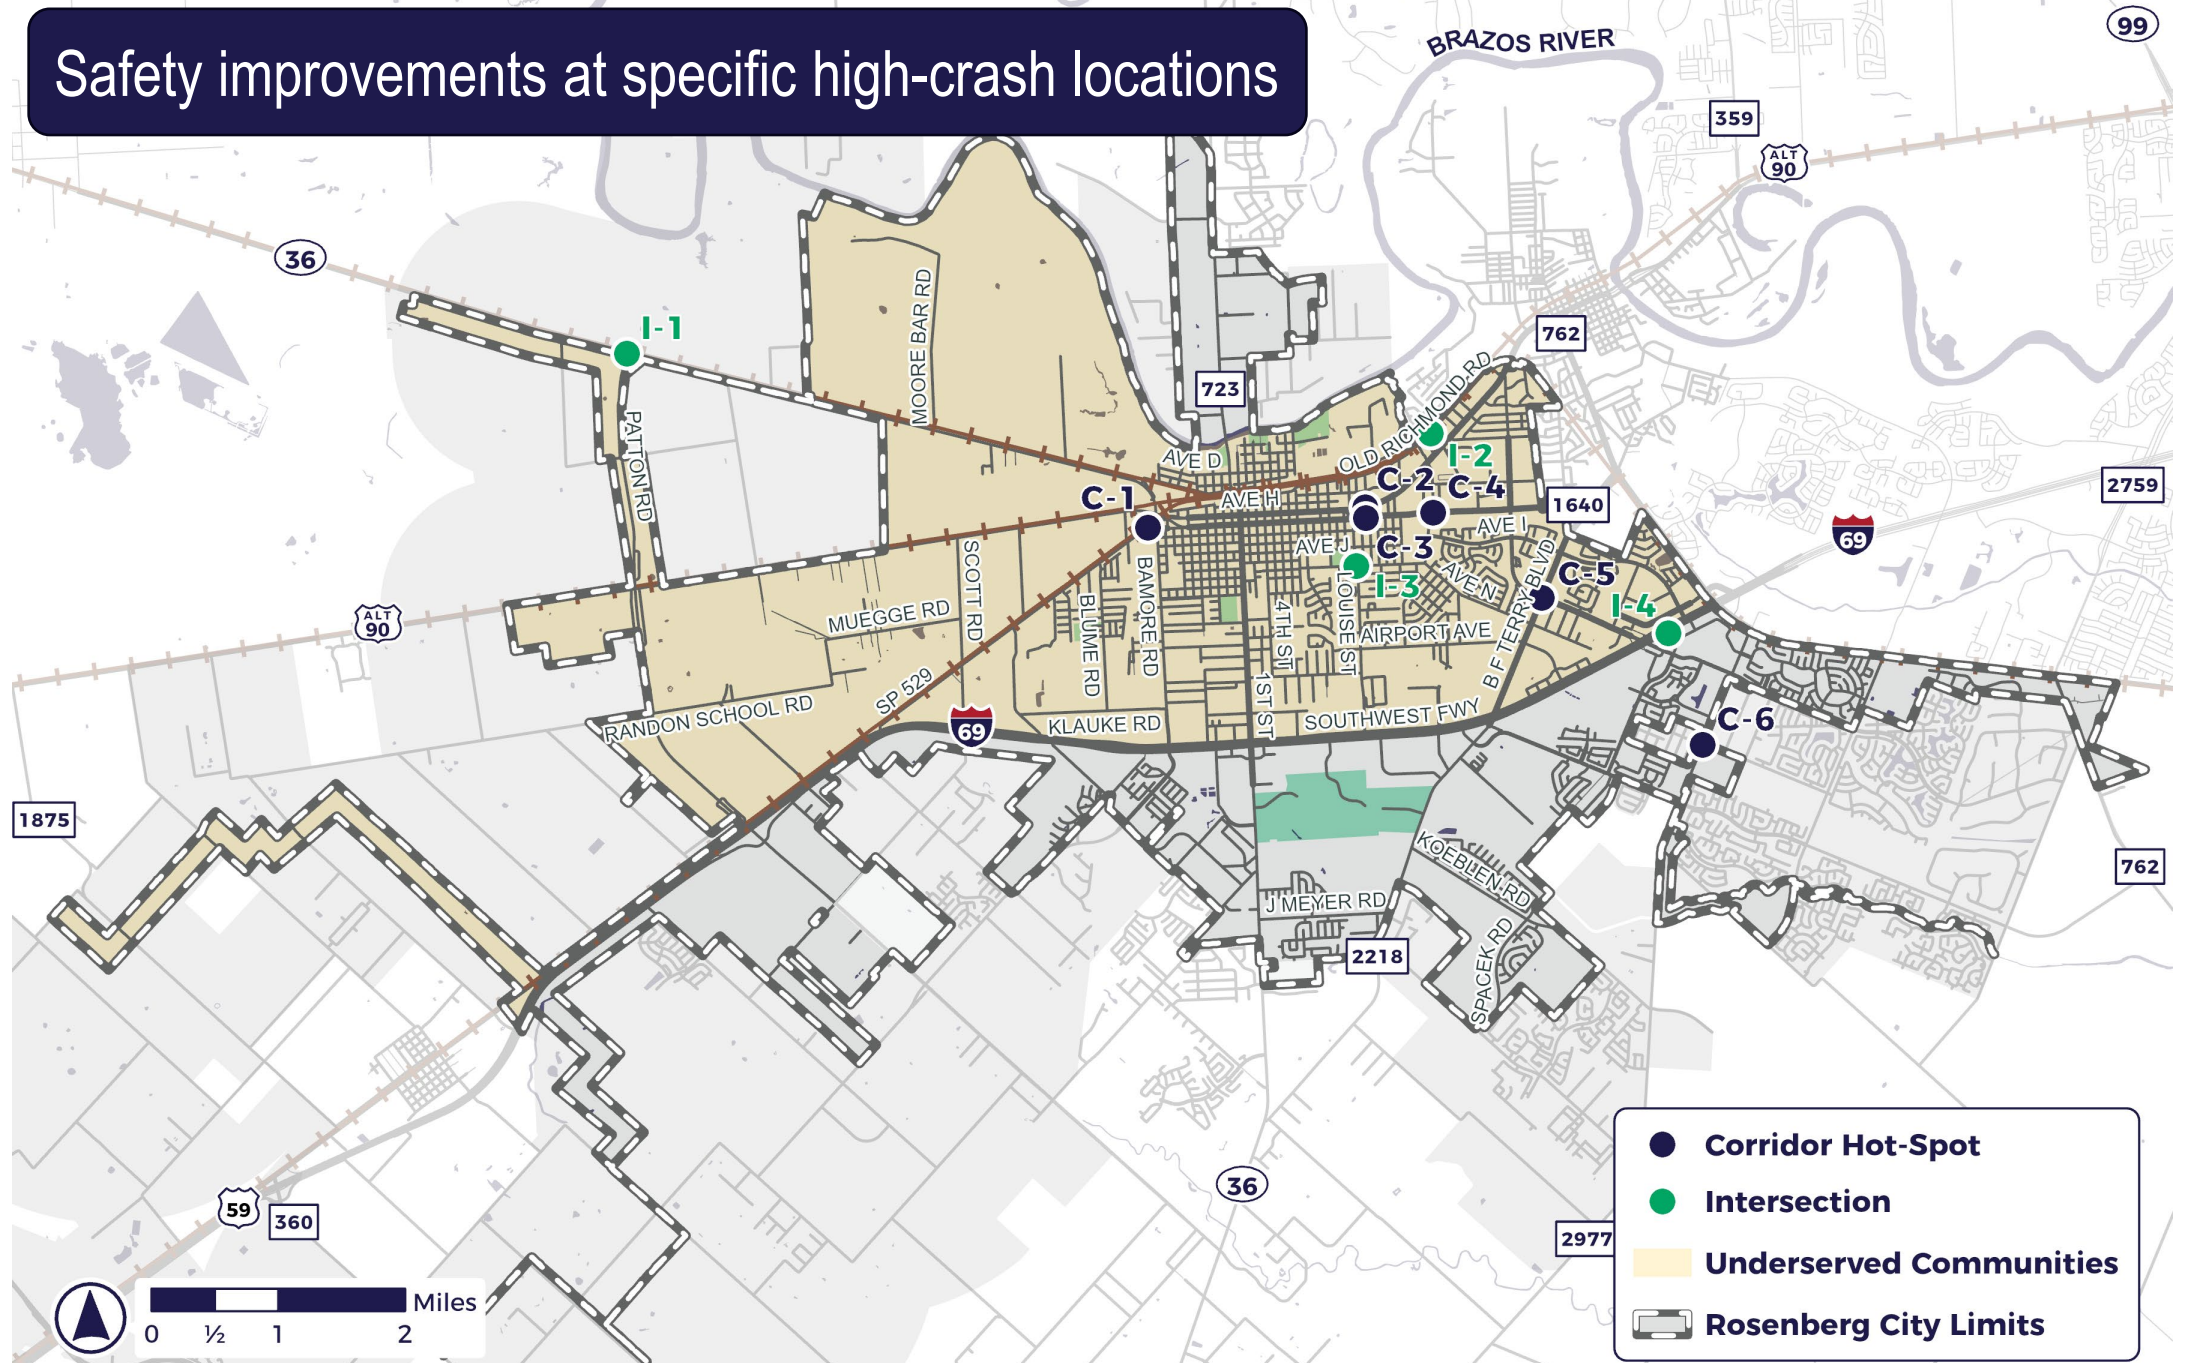 Safety improvements at specific high-crash locations
BRAZOS RIVER
99
359
ALT
90
36
I-1
MOORE BAR RD
762
723
OLD RICHMOND RD
PATTON RD
AVE D
I-2
C-2
C-4
C-1
AVE H
1640
2759
AVE I
69
AVE J
C-3
SCOTT RD
BAMORE RD
I-3
AVE N
B F TERRY BLVD
C-5
I-4
ALT
90
MUEGGE RD
BLUME RD
4TH ST
LOUISE ST
AIRPORT AVE
SP 529
RANDON SCHOOL RD
69
KLAUKE RD
1ST ST
SOUTHWEST FWY
C-6
1875
KOEBLEN RD
762
J MEYER RD
2218
SPACEK RD
36
59
360
2977
Corridor Hot-Spot
Intersection
Underserved Communities
Rosenberg City Limits
Miles
0 ½ 1 2